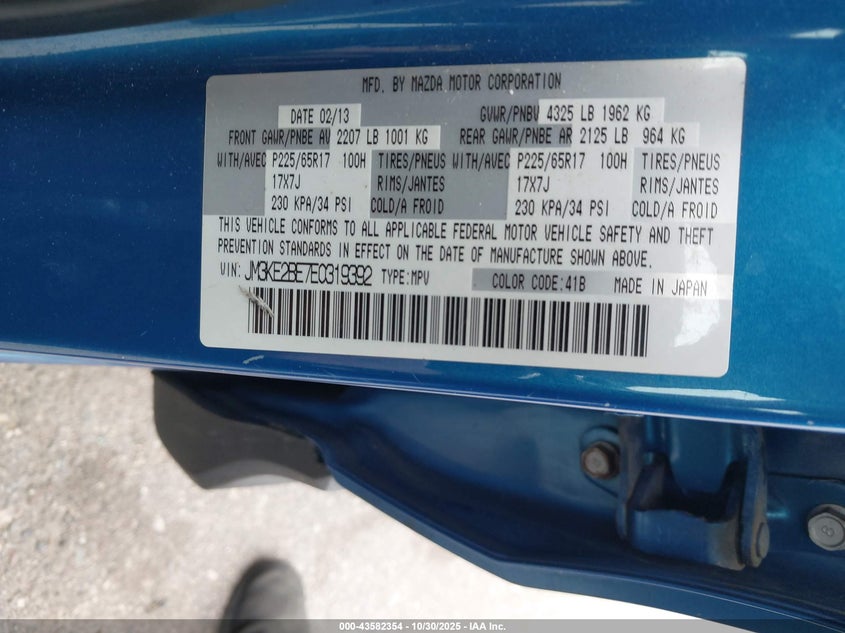 MFD. BY MAZDA MOTOR CORPORATION
DATE 02/13 GVWR/PNBV 4325 LB 1962 KG
FRONT GAWR/PNBE AV 2207 LB 1001 KG REAR GAWR/PNBE AR 2125 LB 964 KG
WITH/AVEC P225/65R17 100H TIRES/PNEUS WITH/AVEC P225/65R17 100H TIRES/PNEUS
17X7J RIMS/JANTES 17X7J RIMS/JANTES
230 KPA/34 PSI COLD/A FROID 230 KPA/34 PSI COLD/A FROID
THIS VEHICLE CONFORMS TO ALL APPLICABLE FEDERAL MOTOR VEHICLE SAFETY AND THEFT
PREVENTION STANDARDS IN EFFECT ON THE DATE OF MANUFACTURE SHOWN ABOVE.
VIN: JM3KE2BE7E0319392 TYPE:MPV COLOR CODE:41B MADE IN JAPAN
8
000-43582354 - 10/30/2025 - IAA Inc.